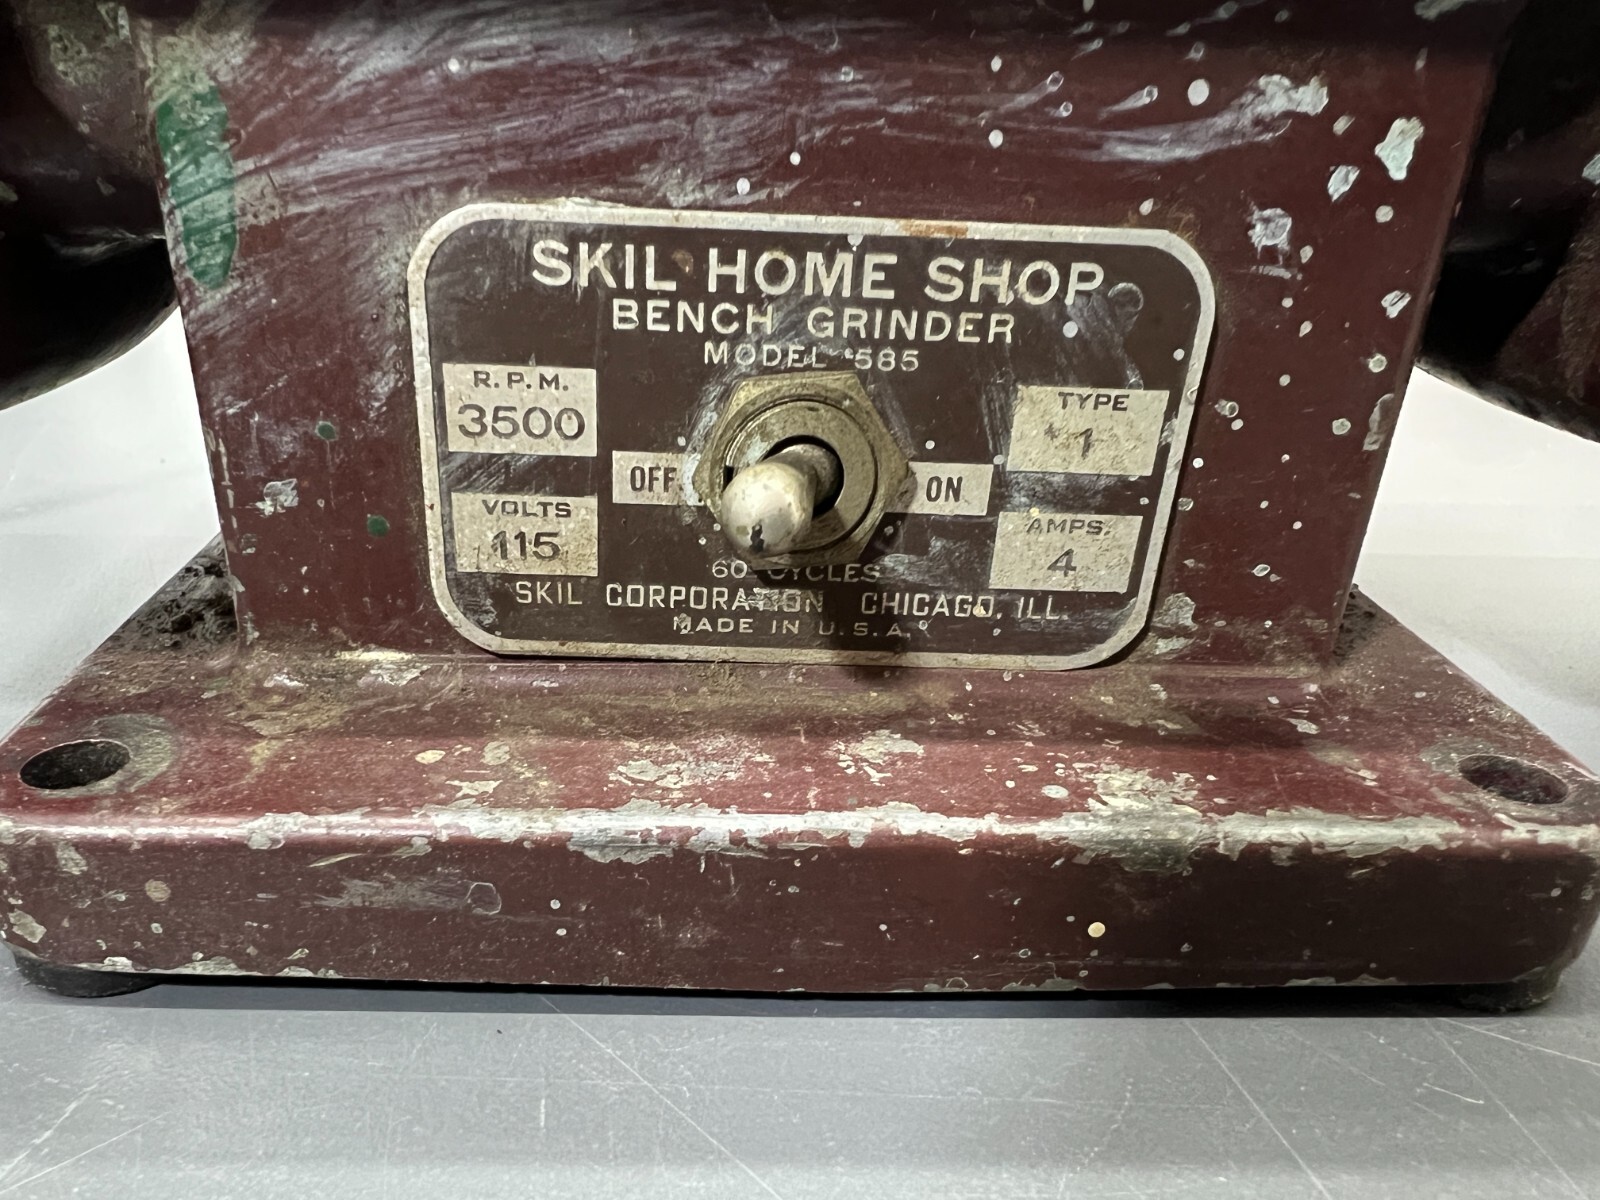 SKIL HOME SHOP
BENCH GRINDER
MODEL 585
R.P.M.
3500
TYPE
1
OFF
ON
VOLTS
115
AMPS.
4
60 CYCLES
SKIL CORPORATION, CHICAGO, ILL.
MADE IN U.S.A.